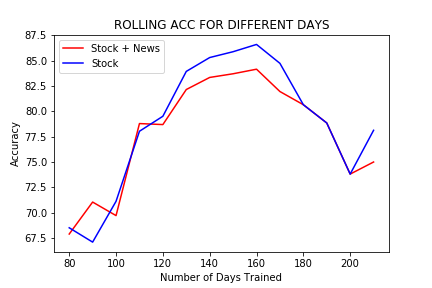 ROLLING ACC FOR DIFFERENT DAYS
87.5
85.0
82.5
80.0
77.5
75.0
72.5
70.0
67.5
Accuracy
Stock + News
Stock
80 100 120 140 160 180 200
Number of Days Trained